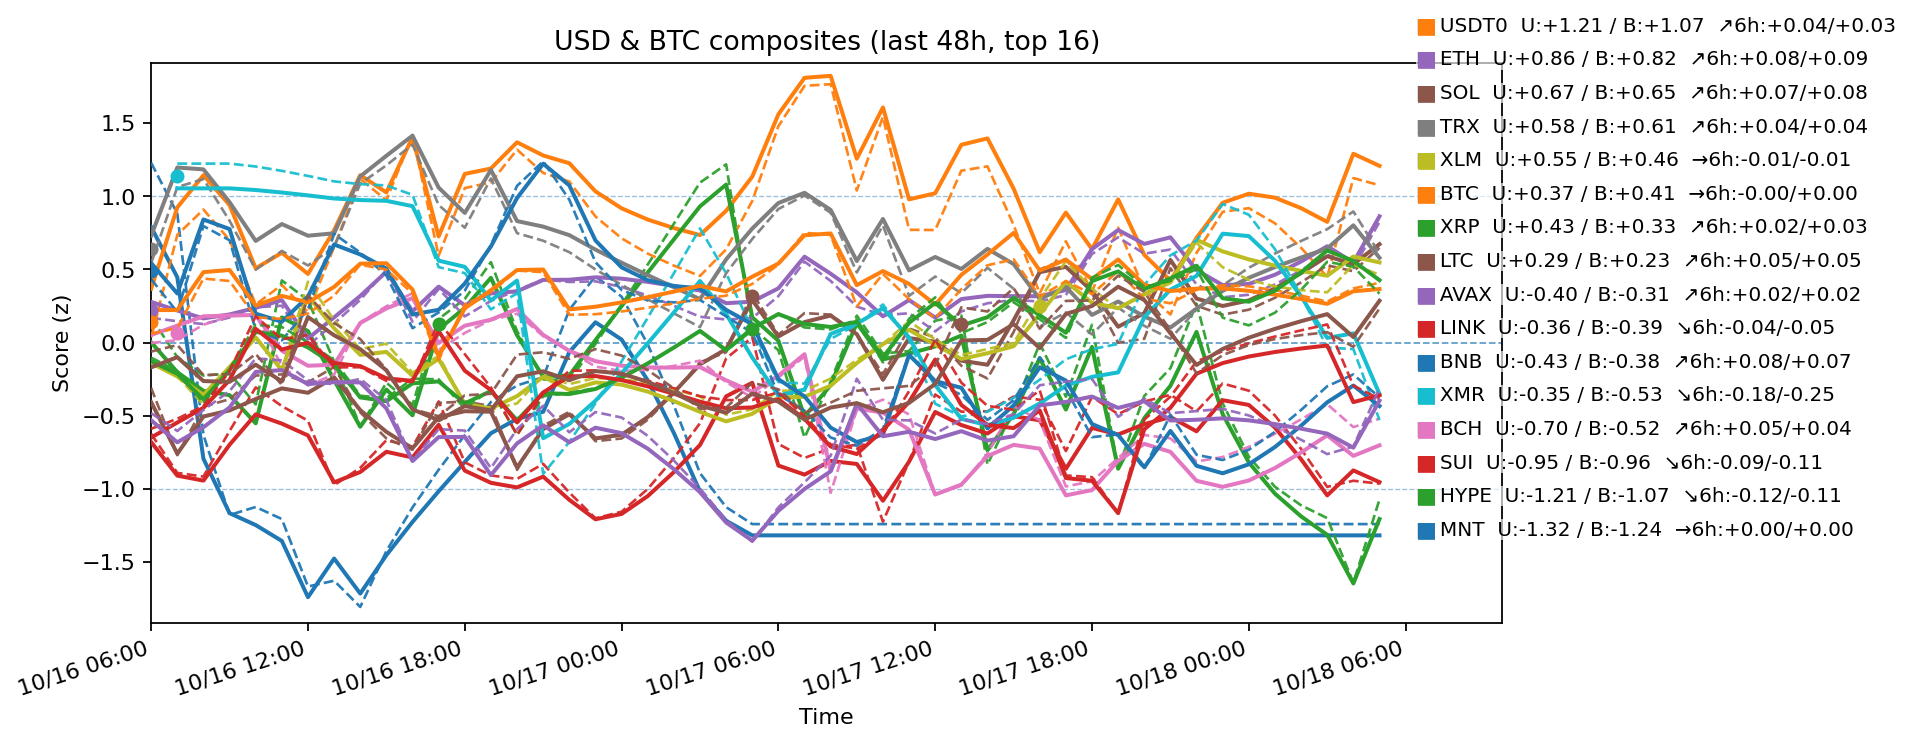 USD & BTC composites (last 48h, top 16)
USDT0 U:+1.21 / B:+1.07 ↗6h:+0.04/+0.03
ETH U:+0.86 / B:+0.82 ↗6h:+0.08/+0.09
SOL U:+0.67 / B:+0.65 ↗6h:+0.07/+0.08
TRX U:+0.58 / B:+0.61 ↗6h:+0.04/+0.04
XLM U:+0.55 / B:+0.46 →6h:-0.01/-0.01
BTC U:+0.37 / B:+0.41 →6h:-0.00/+0.00
XRP U:+0.43 / B:+0.33 ↗6h:+0.02/+0.03
LTC U:+0.29 / B:+0.23 ↗6h:+0.05/+0.05
AVAX U:-0.40 / B:-0.31 ↗6h:+0.02/+0.02
LINK U:-0.36 / B:-0.39 ↘6h:-0.04/-0.05
BNB U:-0.43 / B:-0.38 ↗6h:+0.08/+0.07
XMR U:-0.35 / B:-0.53 ↘6h:-0.18/-0.25
BCH U:-0.70 / B:-0.52 ↗6h:+0.05/+0.04
SUI U:-0.95 / B:-0.96 ↘6h:-0.09/-0.11
HYPE U:-1.21 / B:-1.07 ↘6h:-0.12/-0.11
MNT U:-1.32 / B:-1.24 →6h:+0.00/+0.00
Score (z)
1.5
1.0
0.5
0.0
−0.5
−1.0
−1.5
10/16 06:00
10/16 12:00
10/16 18:00
10/17 00:00
10/17 06:00
10/17 12:00
10/17 18:00
10/18 00:00
10/18 06:00
Time